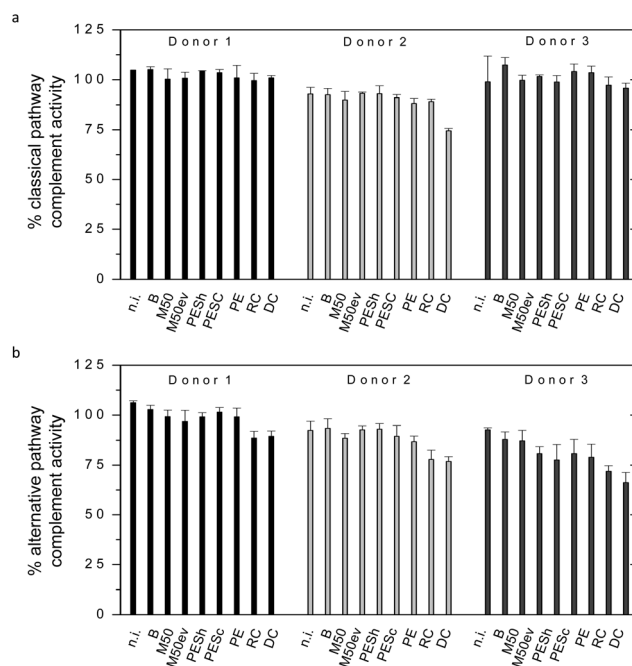 a
125
100
75
50
25
0
% classical pathway
complement activity
Donor 1
Donor 2
Donor 3
n.i. B M50 M50ev PESh PESC PE RC DC
n.i. B M50 M50ev PESh PESC PE RC DC
n.i. B M50 M50ev PESh PESC PE RC DC
b
125
100
75
50
25
0
% alternative pathway
complement activity
Donor 1
Donor 2
Donor 3
n.i. B M50 M50ev PESh PESc PE RC DC
n.i. B M50 M50ev PESh PESc PE RC DC
n.i. B M50 M50ev PESh PESc PE RC DC